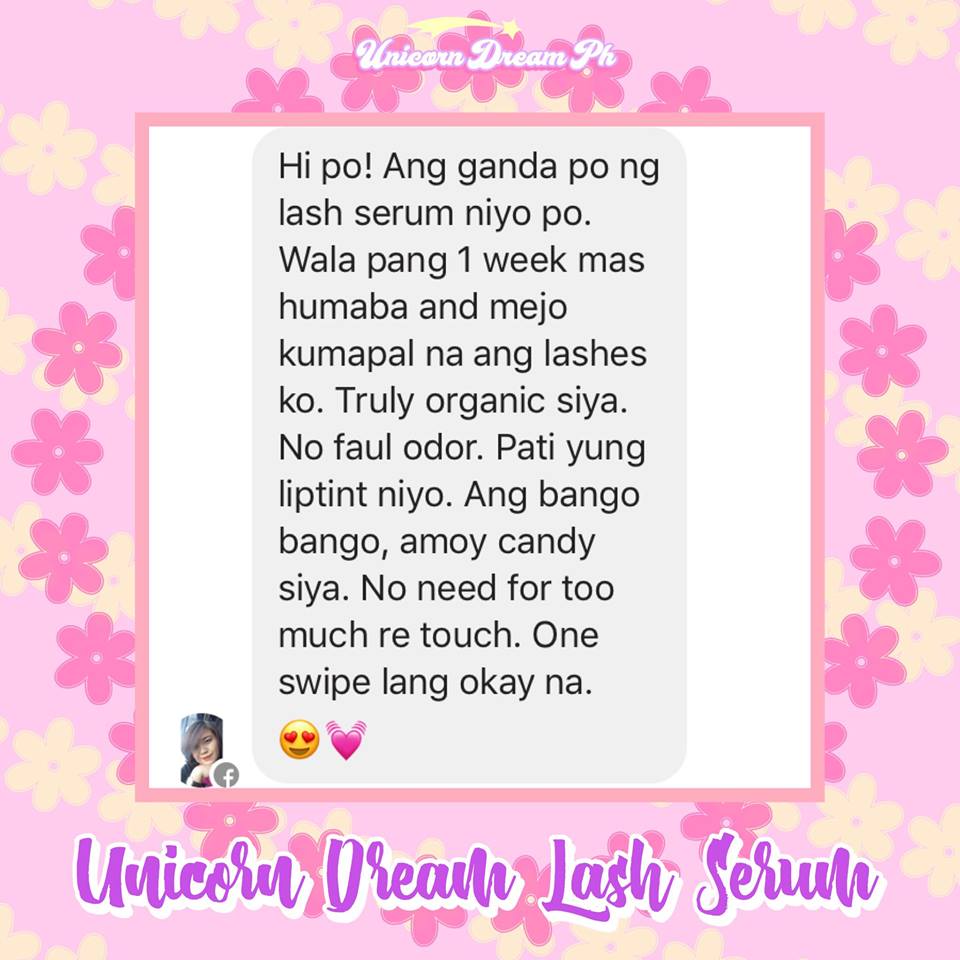 Unicorn Dream Ph
Hi po! Ang ganda po ng
lash serum niyo po.
Wala pang 1 week mas
humaba and mejo
kumapal na ang lashes
ko. Truly organic siya.
No faul odor. Pati yung
liptint niyo. Ang bango
bango, amoy candy
siya. No need for too
much re touch. One
swipe lang okay na.
😍💓
Unicorn Dream Lash Serum